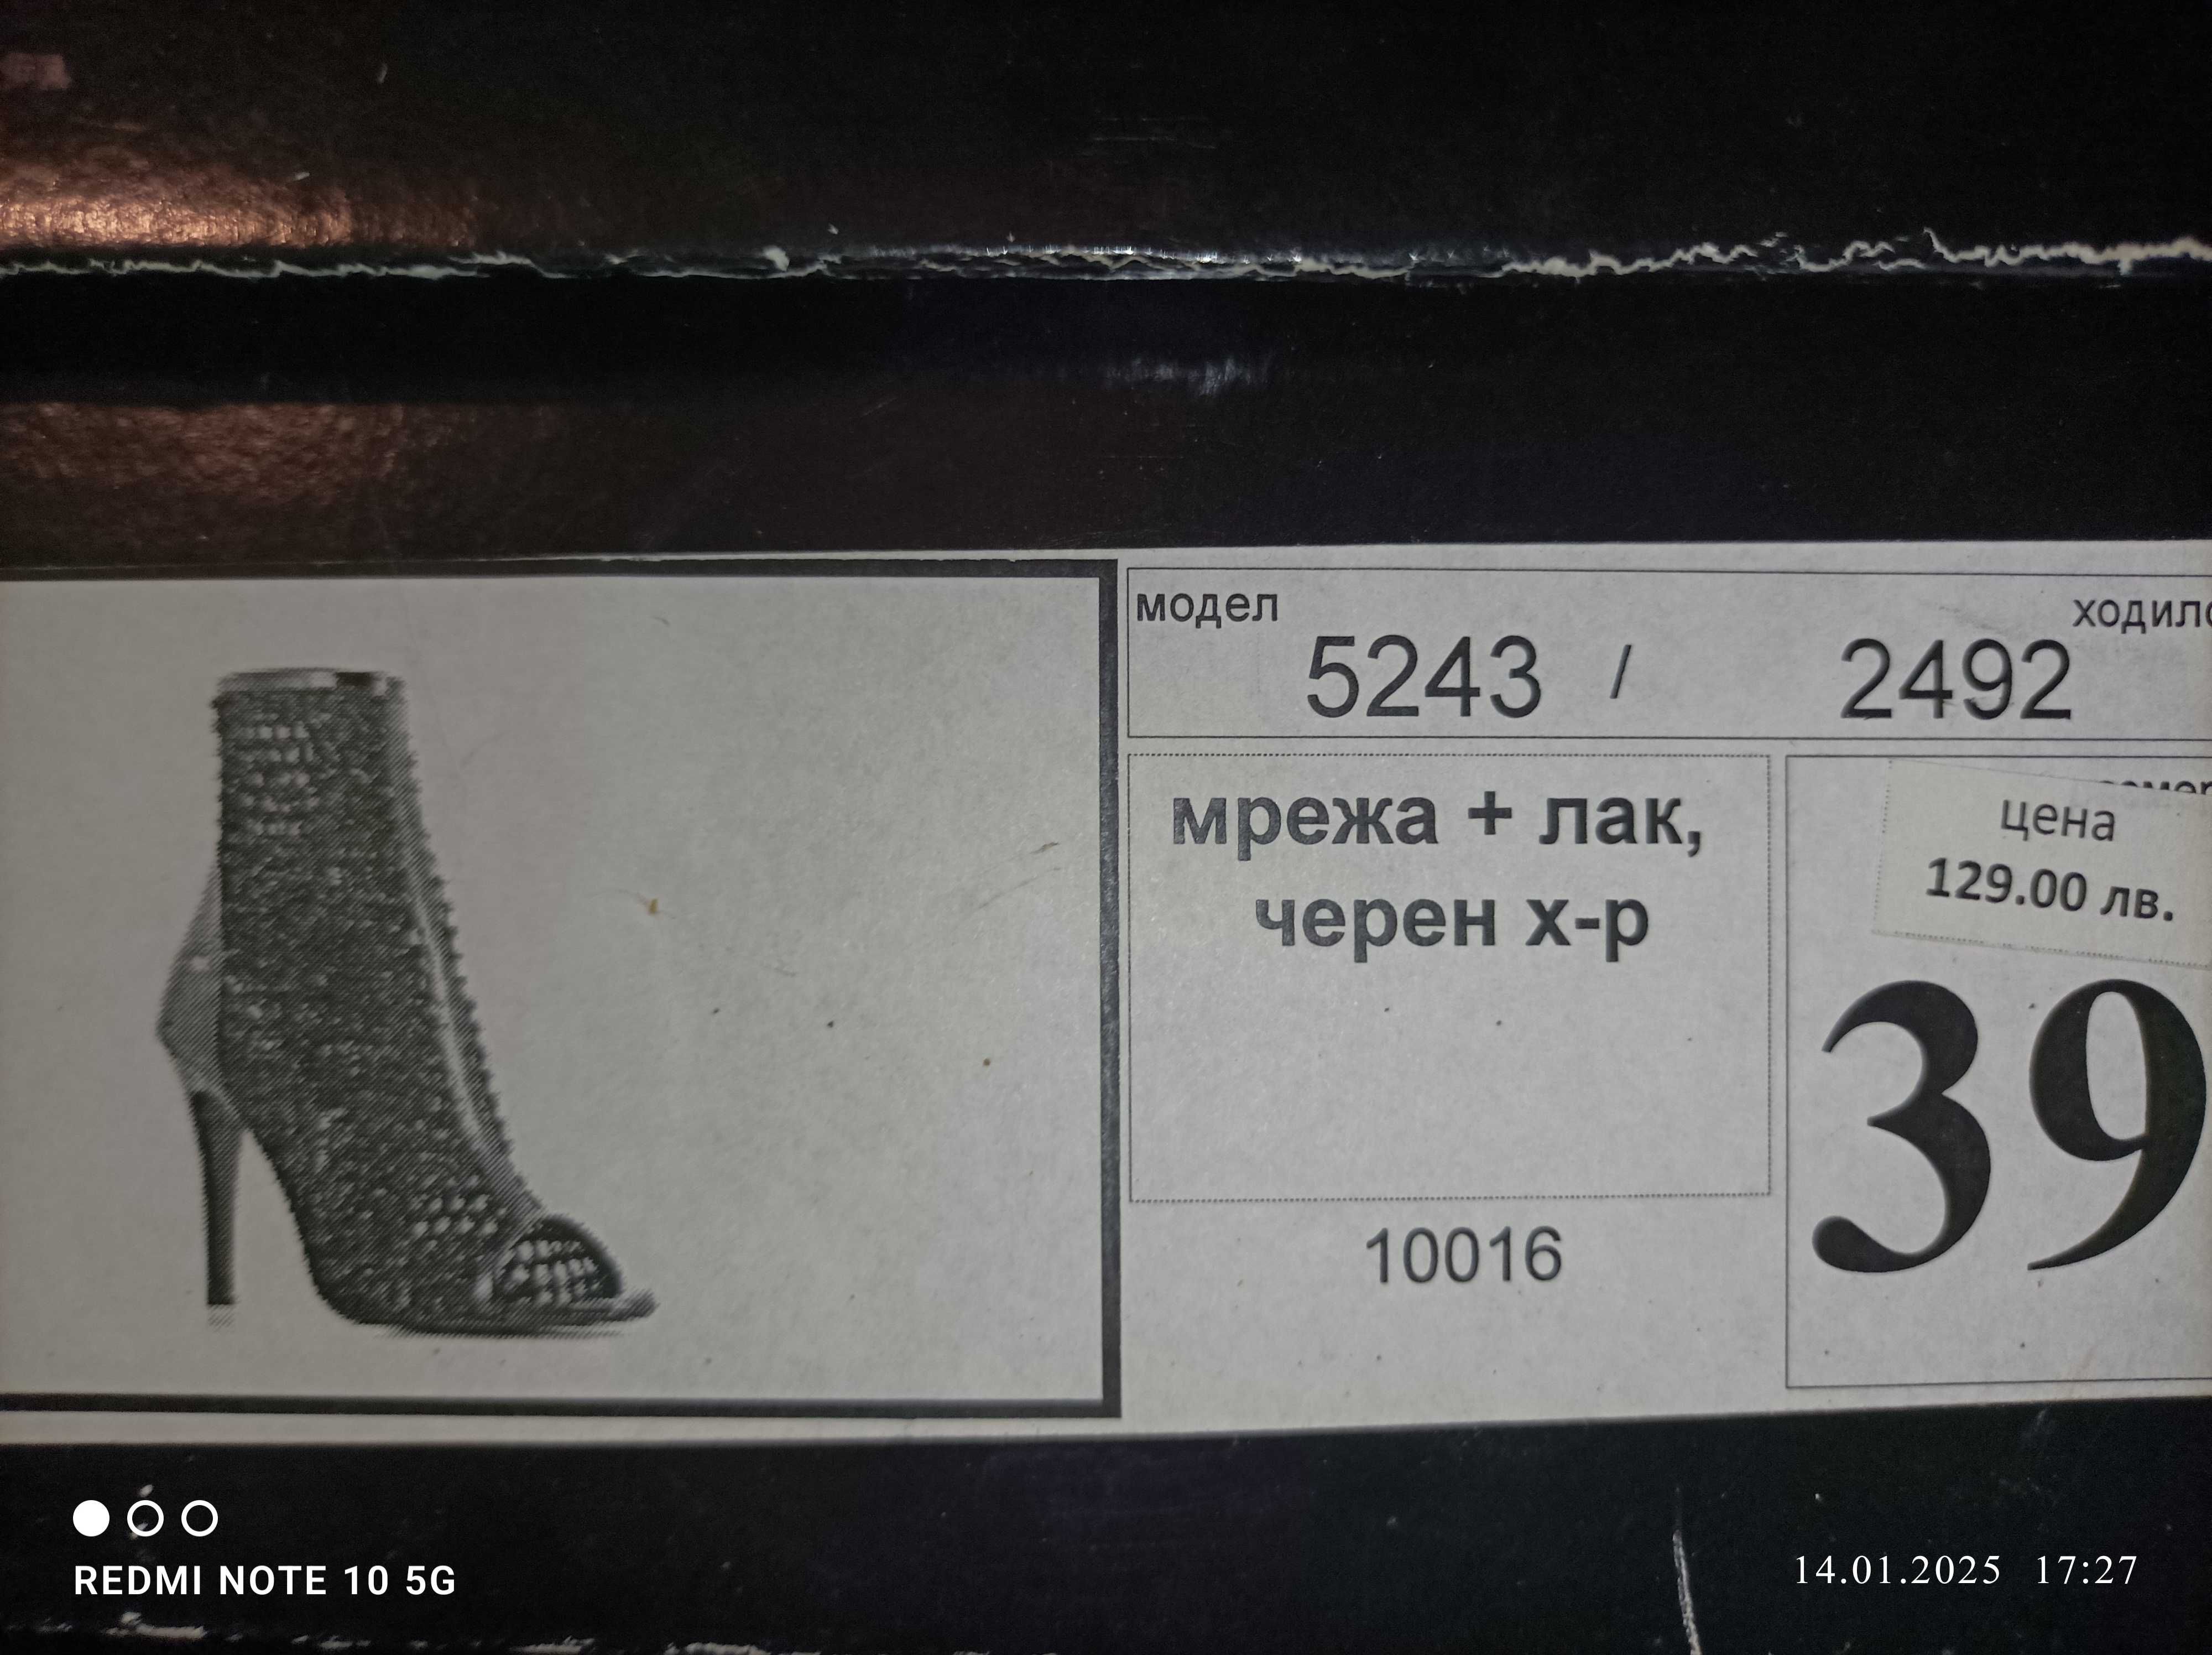 модел
ходило
5243 / 2492
мрежа + лак,
черен х-р
цена
129.00 лв.
39
10016
REDMI NOTE 10 5G
14.01.2025 17:27